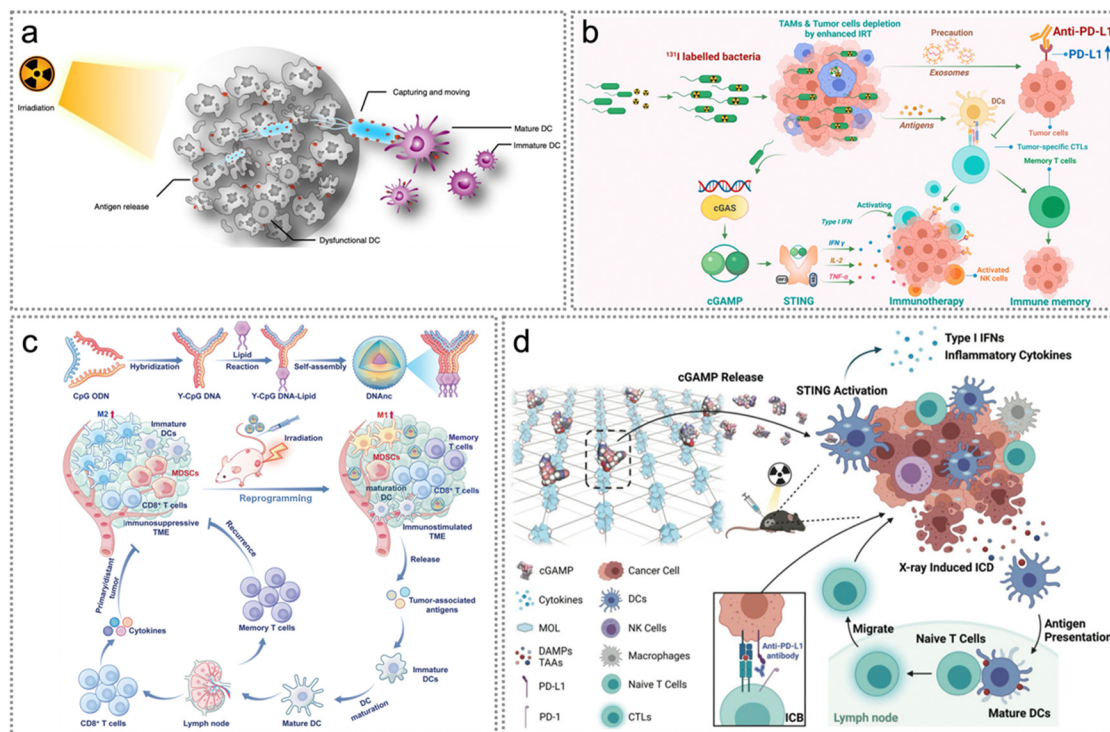 a
Irradiation
Capturing and moving
Mature DC
Immature DC
Antigen release
Dysfunctional DC
b
TAMs & Tumor cells depletion
by enhanced IRT
¹³¹I labelled bacteria
Precaution
Exosomes
Anti-PD-L1
PD-L1
Antigens
DCs
Tumor cells
Tumor-specific CTLs
Memory T cells
cGAS
Activating
Type I IFN
IFN γ
IL-2
TNF-α
Activated
NK cells
cGAMP
STING
Immunotherapy
Immune memory
c
CpG ODN
Hybridization
Y-CpG DNA
Lipid
Reaction
Y-CpG DNA-Lipid
Self-assembly
DNAnc
M2
Immature
DCs
MDSCs
CD8⁺ T cells
immunosuppressive
TME
Irradiation
Reprogramming
M1
Memory
T cells
MDSCs
maturation
DC
CD8⁺ T cells
Immunostimulated
TME
Release
Tumor-associated
antigens
Immature
DCs
DC
maturation
Mature DC
Lymph node
CD8⁺ T cells
Cytokines
Primary/distant
tumor
Recurrence
Memory T cells
d
Type I IFNs
Inflammatory Cytokines
cGAMP Release
STING Activation
X-ray Induced ICD
Antigen
Presentation
Migrate
Naive T Cells
Lymph node
Mature DCs
cGAMP
Cancer Cell
Cytokines
DCs
MOL
NK Cells
DAMPs
TAAs
Macrophages
PD-L1
Naive T Cells
PD-1
CTLs
Anti-PD-L1
antibody
ICB